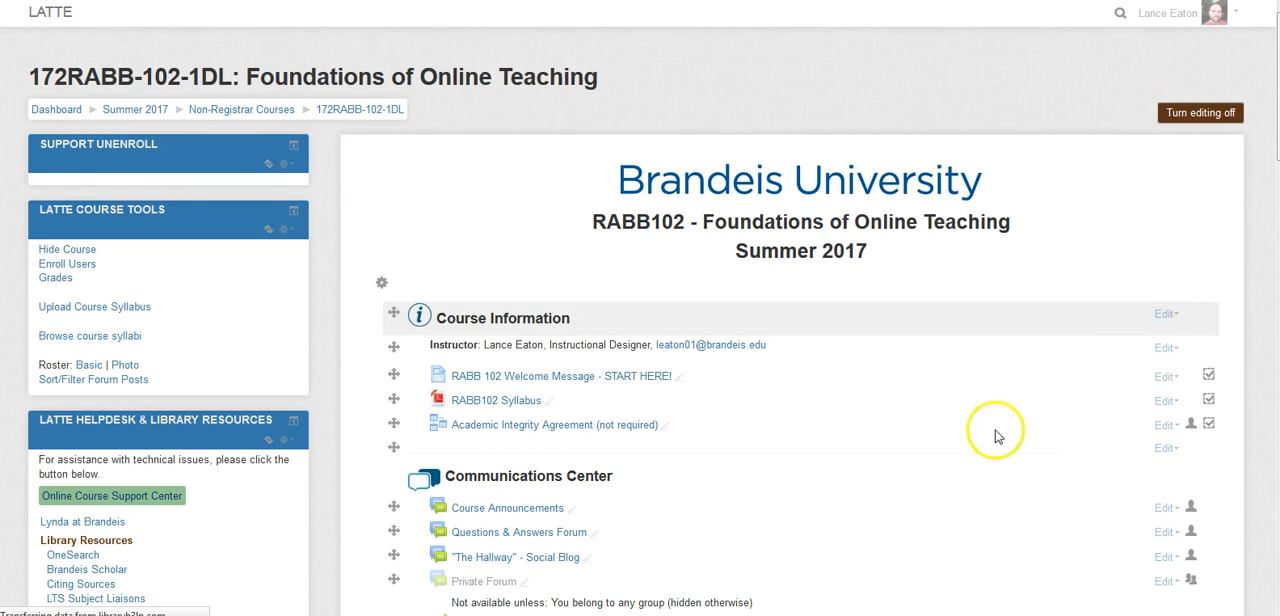 LATTE
Lance Eaton
172RABB-102-1DL: Foundations of Online Teaching
Dashboard Summer 2017 Non-Registrar Courses 172RABB-102-1DL
Turn editing off
SUPPORT UNENROLL
LATTE COURSE TOOLS
Hide Course
Enroll Users
Grades
Upload Course Syllabus
Browse course syllabi
Roster: Basic | Photo
Sort/Filter Forum Posts
LATTE HELPDESK & LIBRARY RESOURCES
For assistance with technical issues, please click the
button below.
Online Course Support Center
Lynda at Brandeis
Library Resources
OneSearch
Brandeis Scholar
Citing Sources
LTS Subject Liaisons
Brandeis University
RABB102 - Foundations of Online Teaching
Summer 2017
Course Information Edit
Instructor: Lance Eaton, Instructional Designer, leaton01@brandeis.edu Edit
RABB 102 Welcome Message - START HERE! Edit
RABB102 Syllabus Edit
Academic Integrity Agreement (not required) Edit
Edit
Communications Center
Course Announcements Edit
Questions & Answers Forum Edit
"The Hallway" - Social Blog Edit
Private Forum Edit
Not available unless: You belong to any group (hidden otherwise)